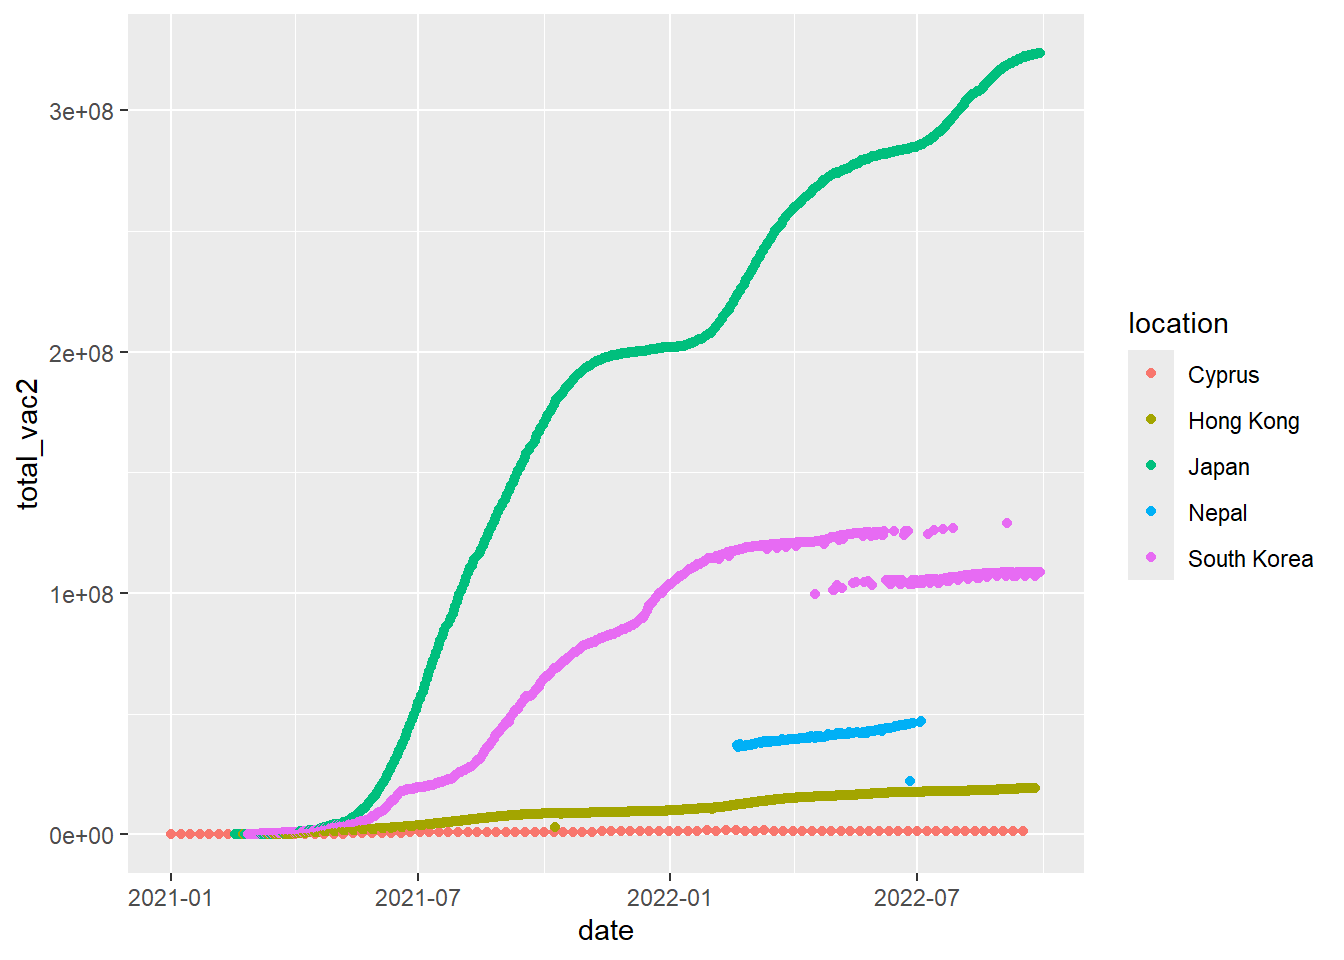 3e+08
2e+08
1e+08
0e+00
total_vac2
2021-01
2021-07
2022-01
2022-07
date
location
Cyprus
Hong Kong
Japan
Nepal
South Korea